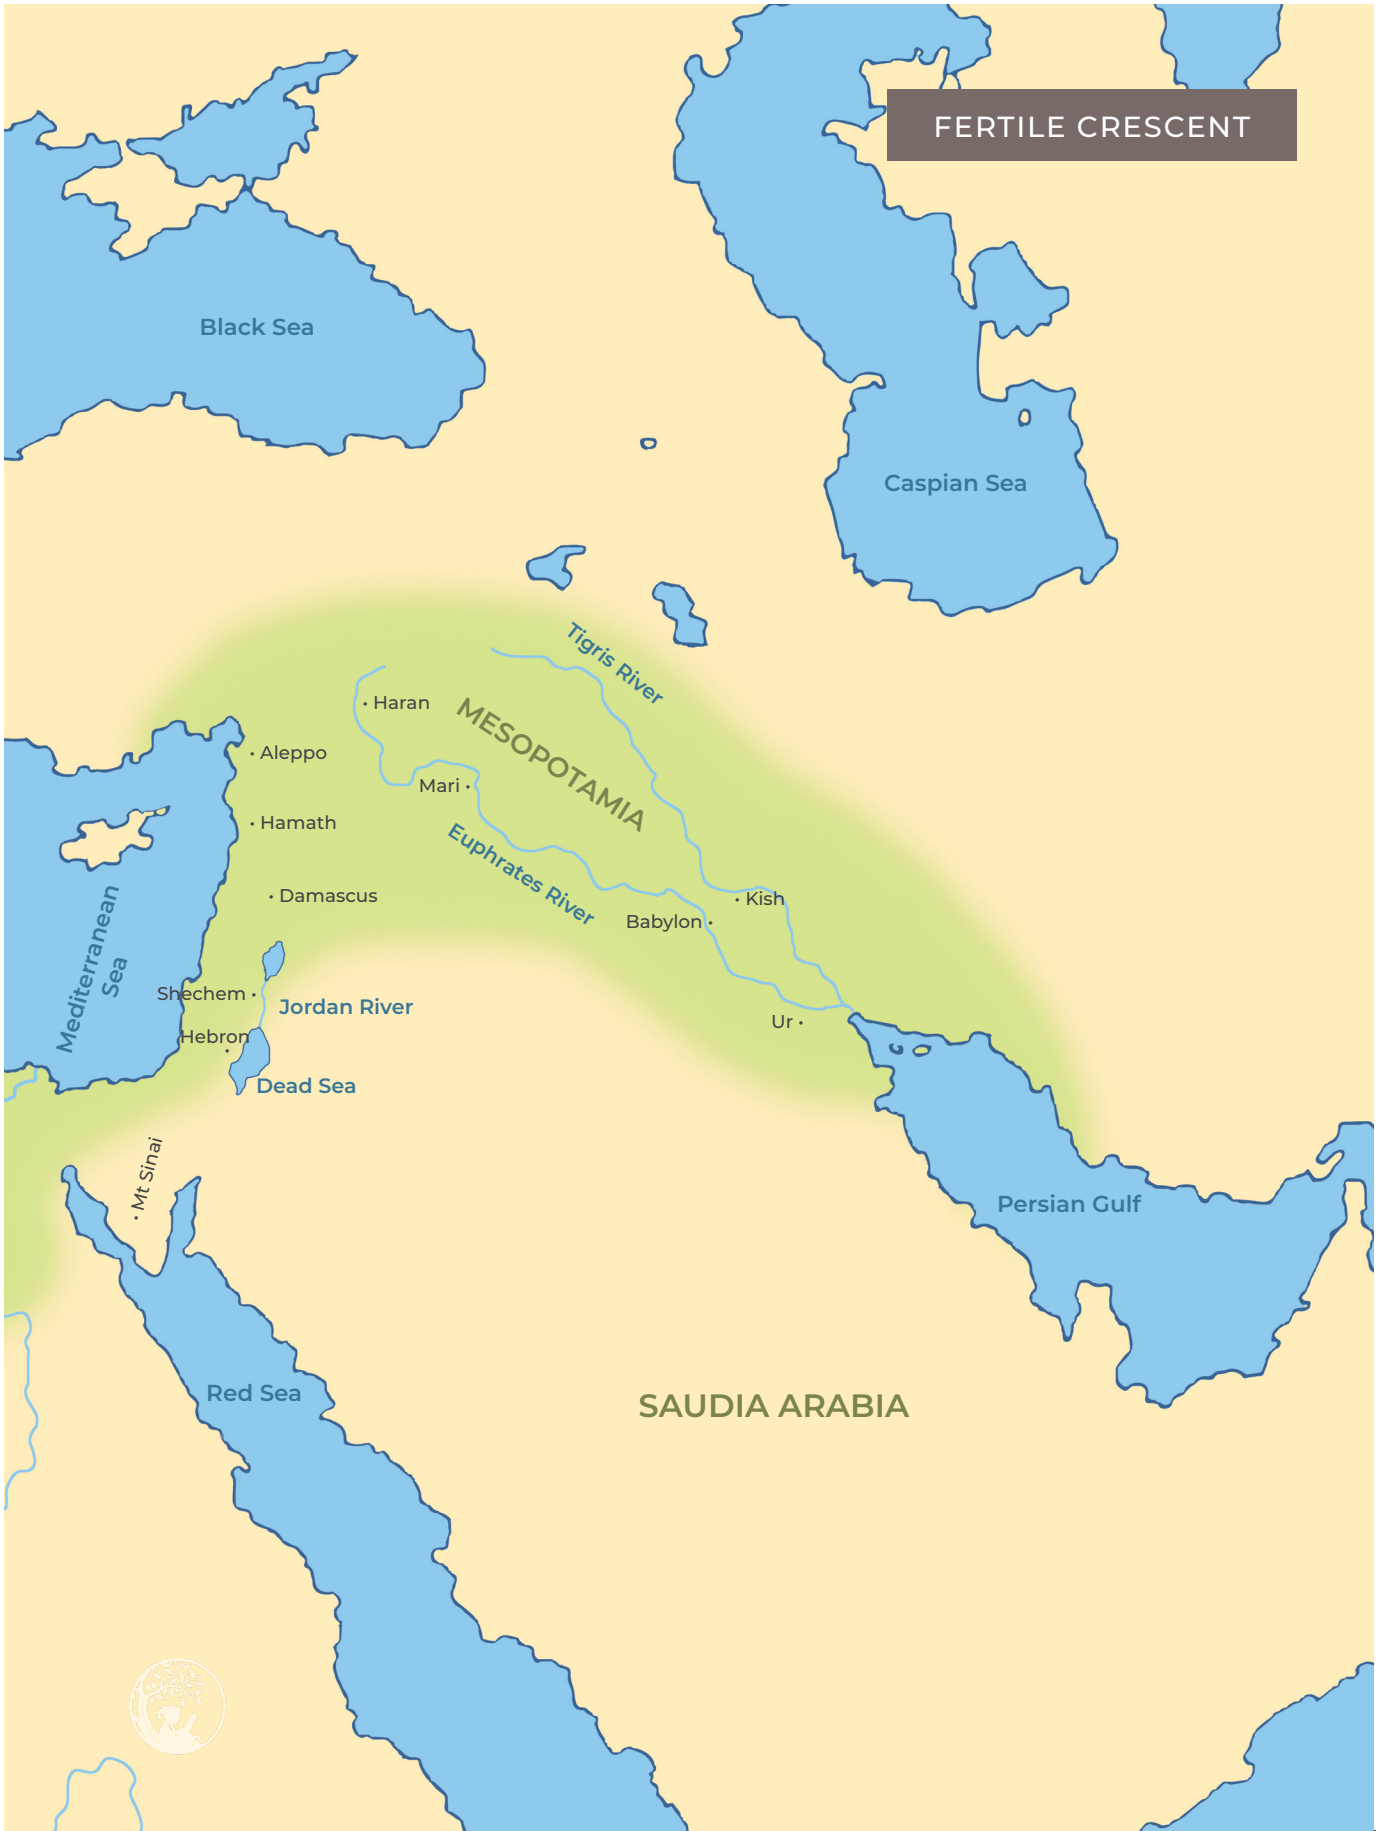 FERTILE CRESCENT
Black Sea
Caspian Sea
Tigris River
Haran
MESOPOTAMIA
Aleppo
Mari
Hamath
Euphrates River
Damascus
Kish
Babylon
Mediterranean
Sea
Shechem
Jordan River
Ur
Hebron
Dead Sea
Mt Sinai
Persian Gulf
Red Sea
SAUDIA ARABIA